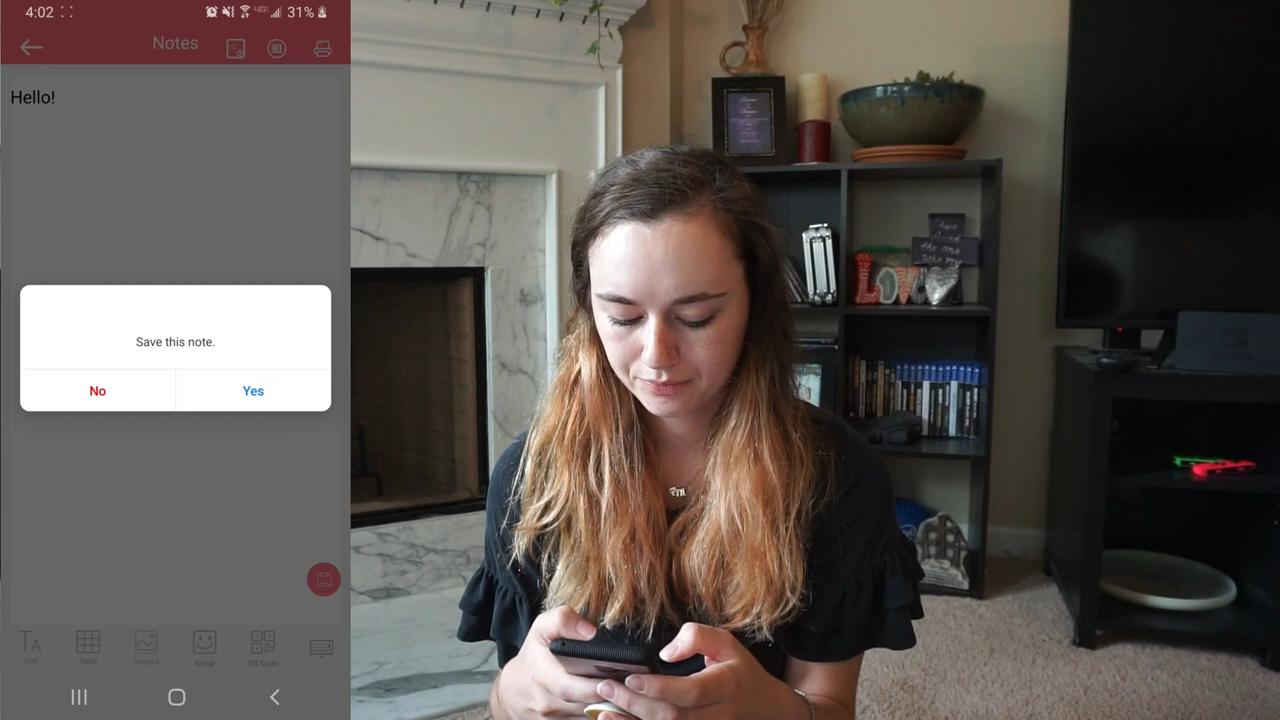 4:02
31%
Notes
Hello!
Save this note.
No
Yes
Text
Table
Images
Emoji
QR Code